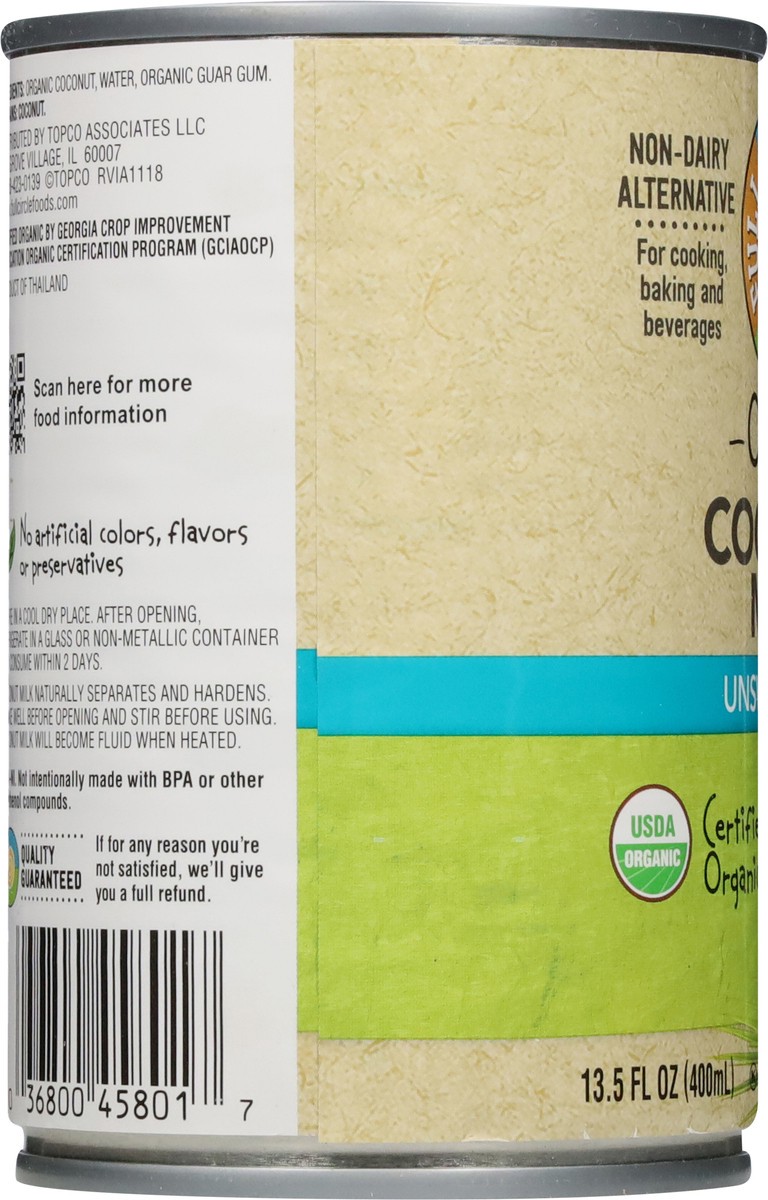 ORGANIC COCONUT, WATER, ORGANIC GUAR GUM.
COCONUT.
BY TOPCO ASSOCIATES LLC
VILLAGE, IL 60007
-423-0139 ©TOPCO RVIA1118
ORGANIC BY GEORGIA CROP IMPROVEMENT
ORGANIC CERTIFICATION PROGRAM (GCIAOCP)
OF THAILAND
Scan here for more
food information
No artificial colors, flavors
or preservatives
IN A COOL DRY PLACE. AFTER OPENING,
IN A GLASS OR NON-METALLIC CONTAINER
CONSUME WITHIN 2 DAYS.
MILK NATURALLY SEPARATES AND HARDENS.
WELL BEFORE OPENING AND STIR BEFORE USING.
MILK WILL BECOME FLUID WHEN HEATED.
Not intentionally made with BPA or other
compounds.
QUALITY
GUARANTEED
If for any reason you're
not satisfied, we'll give
you a full refund.
0 36800 45801 7
NON-DAIRY
ALTERNATIVE
For cooking,
baking and
beverages
USDA
ORGANIC
13.5 FL OZ (400mL)